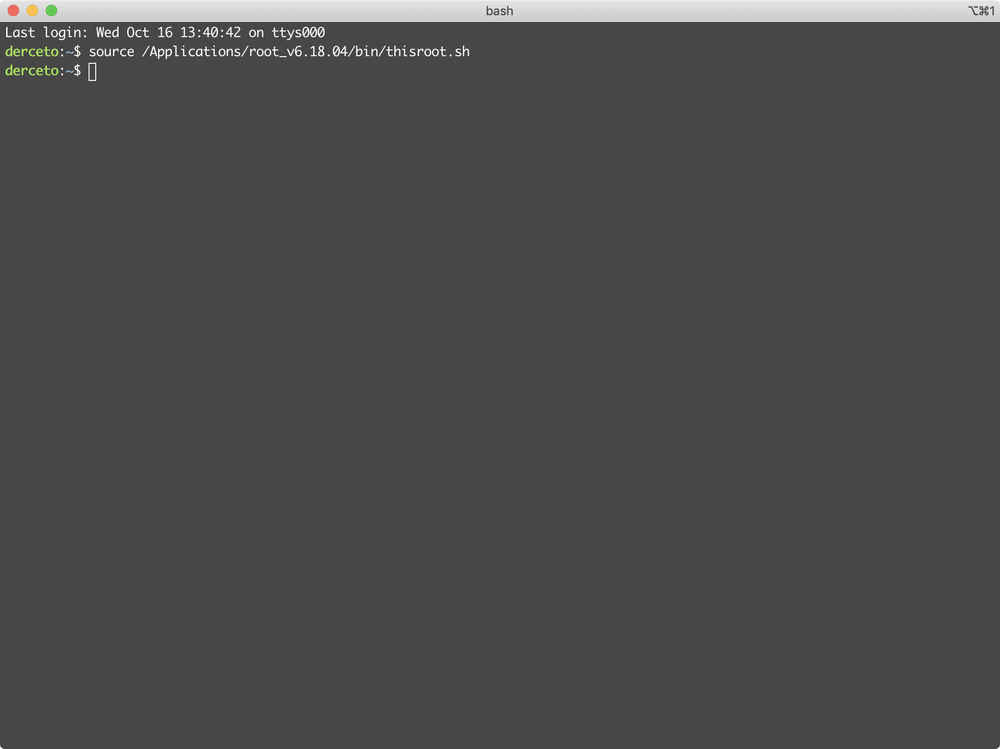 bash
⌥⌘1
Last login: Wed Oct 16 13:40:42 on ttys000
derceto:~$ source /Applications/root_v6.18.04/bin/thisroot.sh
derceto:~$